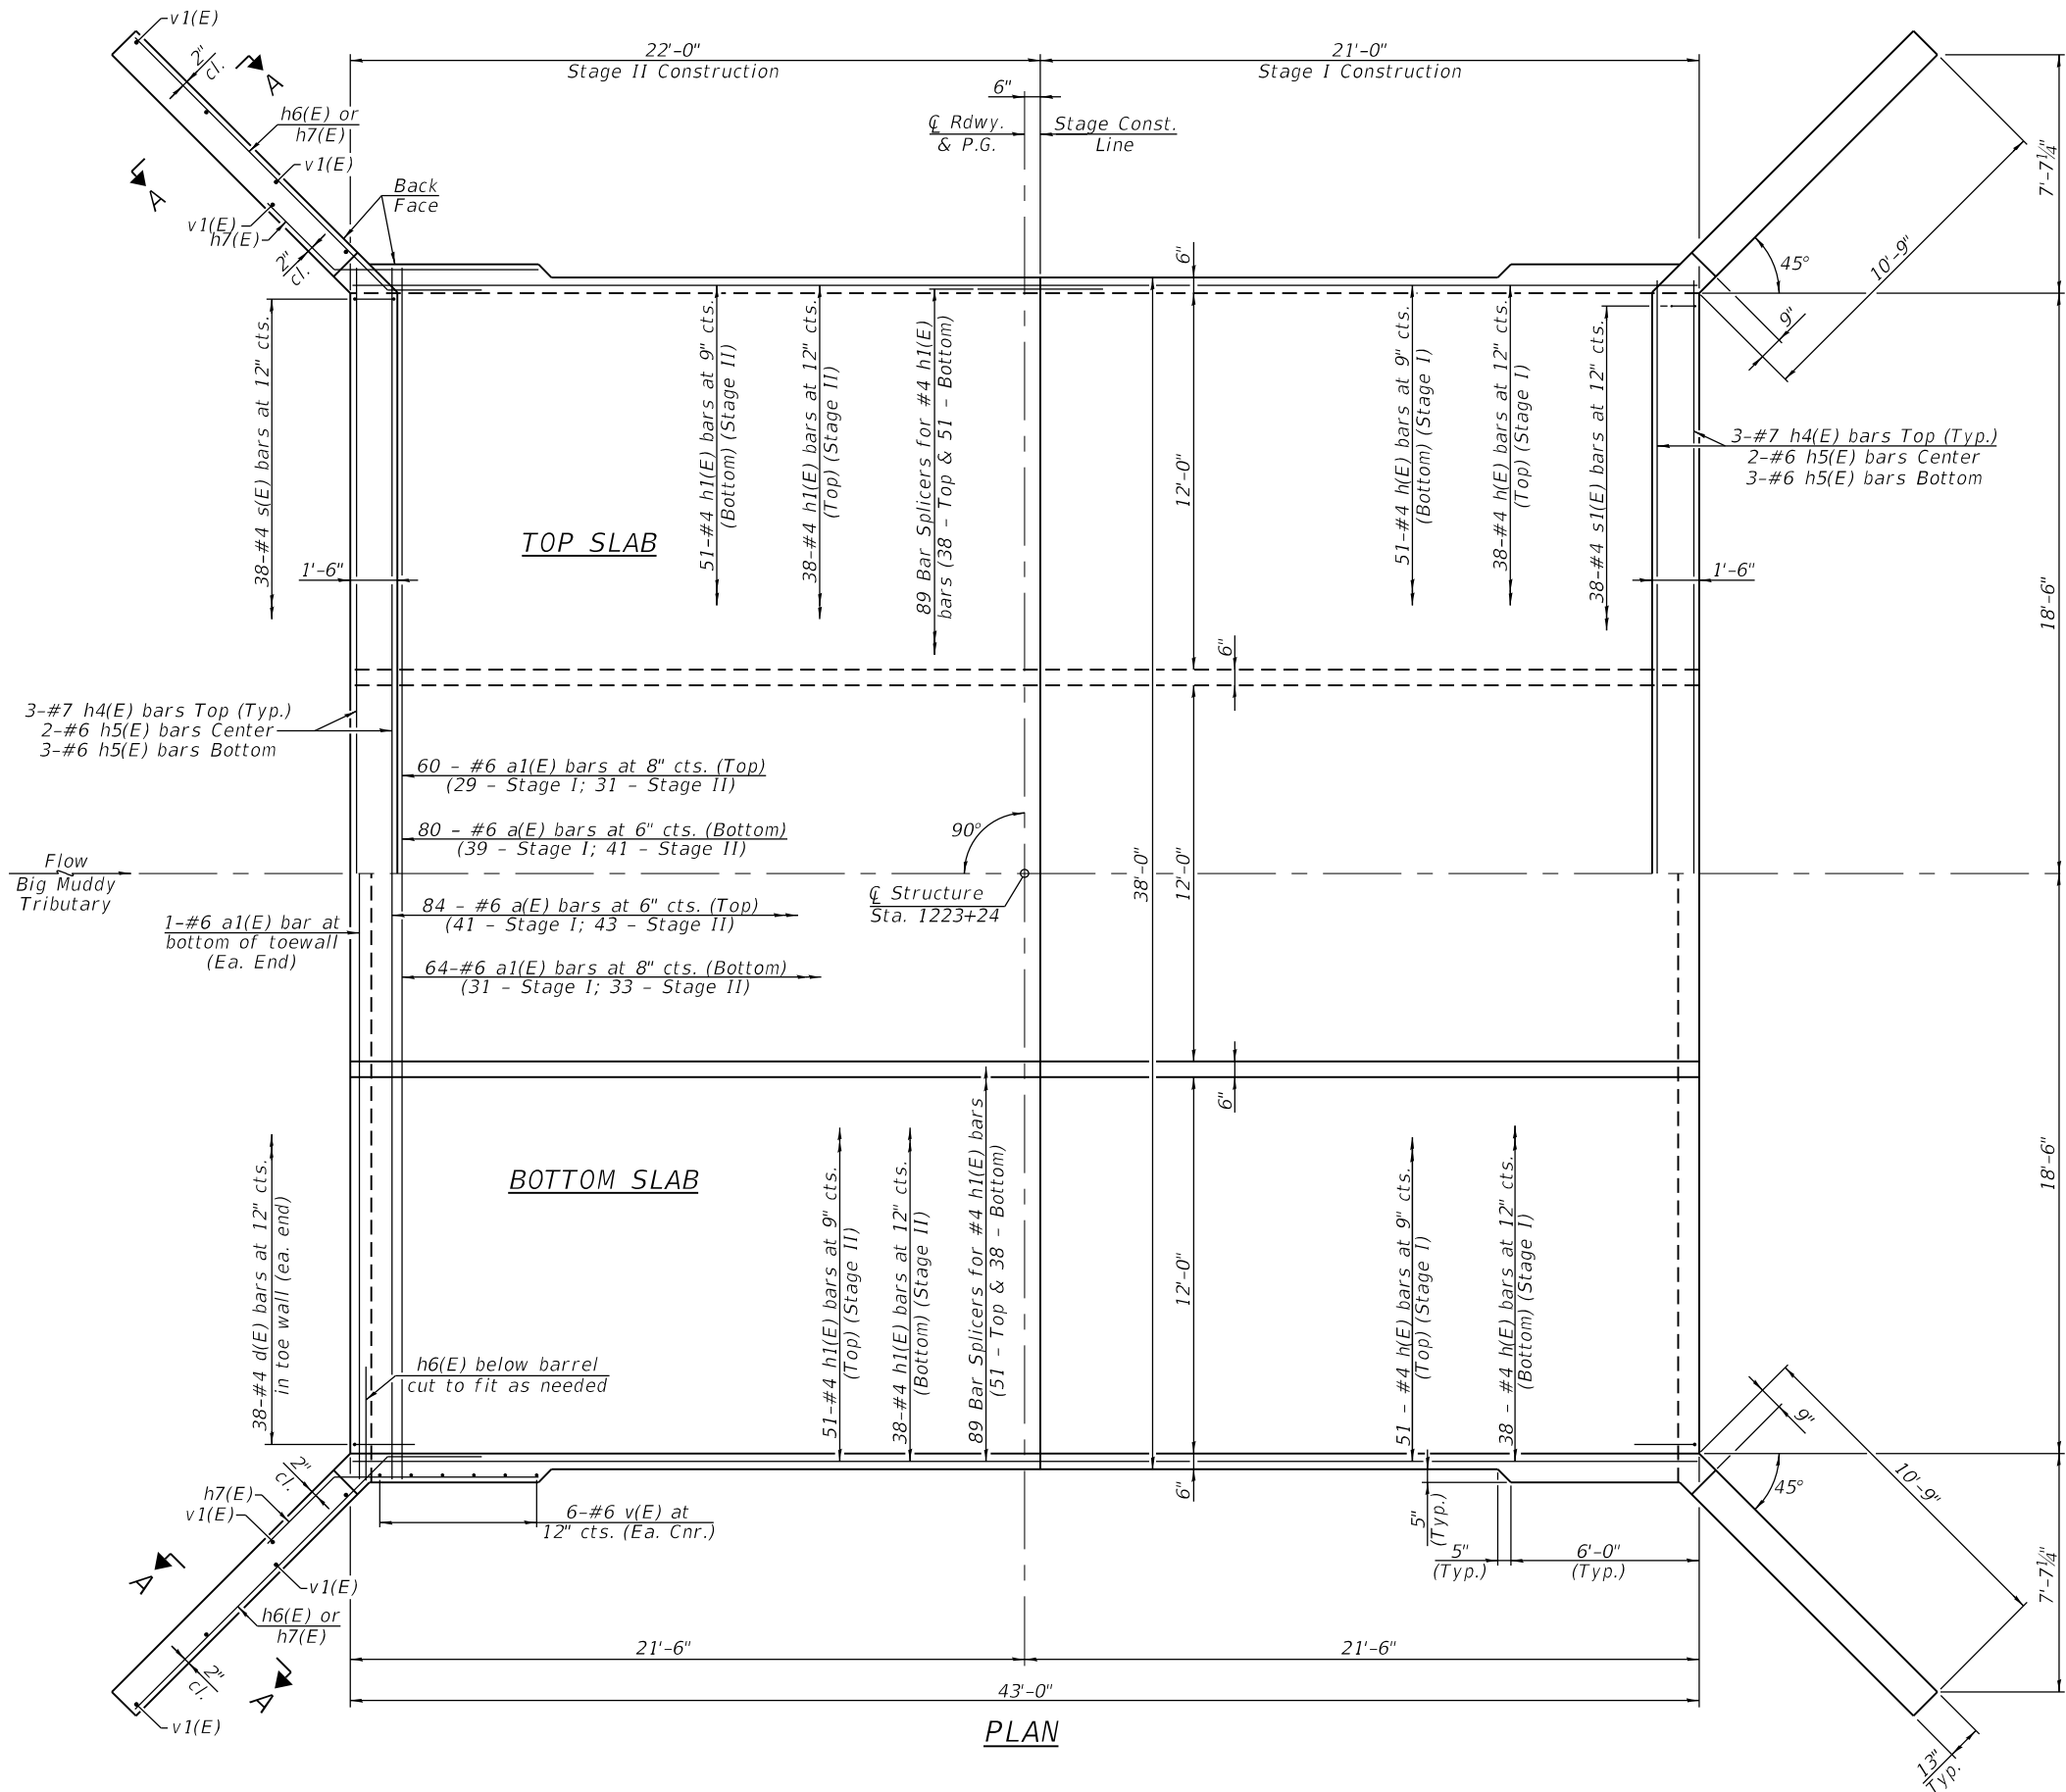 v1(E)
2"
cl.
A
h6(E) or
h7(E)
A
v1(E)
v1(E)
h7(E)
2"
cl.
Back
Face
22'-0"
Stage II Construction
21'-0"
Stage I Construction
6"
℄ Rdwy.
& P.G.
Stage Const.
Line
7'-7¼"
10'-9"
45°
9"
6"
38-#4 s(E) bars at 12" cts.
51-#4 h1(E) bars at 9" cts.
(Bottom) (Stage II)
38-#4 h1(E) bars at 12" cts.
(Top) (Stage II)
89 Bar Splicers for #4 h1(E)
bars (38 - Top & 51 - Bottom)
12'-0"
51-#4 h(E) bars at 9" cts.
(Bottom) (Stage I)
38-#4 h(E) bars at 12" cts.
(Top) (Stage I)
38-#4 s1(E) bars at 12" cts.
3-#7 h4(E) bars Top (Typ.)
2-#6 h5(E) bars Center
3-#6 h5(E) bars Bottom
TOP SLAB
1'-6"
1'-6"
18'-6"
6"
3-#7 h4(E) bars Top (Typ.)
2-#6 h5(E) bars Center
3-#6 h5(E) bars Bottom
60 - #6 a1(E) bars at 8" cts. (Top)
(29 - Stage I; 31 - Stage II)
80 - #6 a(E) bars at 6" cts. (Bottom)
(39 - Stage I; 41 - Stage II)
90°
Flow
Big Muddy
Tributary
℄ Structure
Sta. 1223+24
38'-0"
12'-0"
84 - #6 a(E) bars at 6" cts. (Top)
(41 - Stage I; 43 - Stage II)
1-#6 a1(E) bar at
bottom of toewall
(Ea. End)
64-#6 a1(E) bars at 8" cts. (Bottom)
(31 - Stage I; 33 - Stage II)
6"
BOTTOM SLAB
38-#4 d(E) bars at 12" cts.
in toe wall (ea. end)
51-#4 h1(E) bars at 9" cts.
(Top) (Stage II)
38-#4 h1(E) bars at 12" cts.
(Bottom) (Stage II)
89 Bar Splicers for #4 h1(E) bars
(51 - Top & 38 - Bottom)
12'-0"
51 - #4 h(E) bars at 9" cts.
(Top) (Stage I)
38 - #4 h(E) bars at 12" cts.
(Bottom) (Stage I)
18'-6"
h6(E) below barrel
cut to fit as needed
2"
cl.
h7(E)
v1(E)
6-#6 v(E) at
12" cts. (Ea. Cnr.)
6"
5"
(Typ.)
5"
(Typ.)
6'-0"
(Typ.)
9"
45°
10'-9"
7'-7¼"
A
v1(E)
h6(E) or
h7(E)
2"
cl.
A
v1(E)
21'-6"
21'-6"
43'-0"
PLAN
13"
Typ.